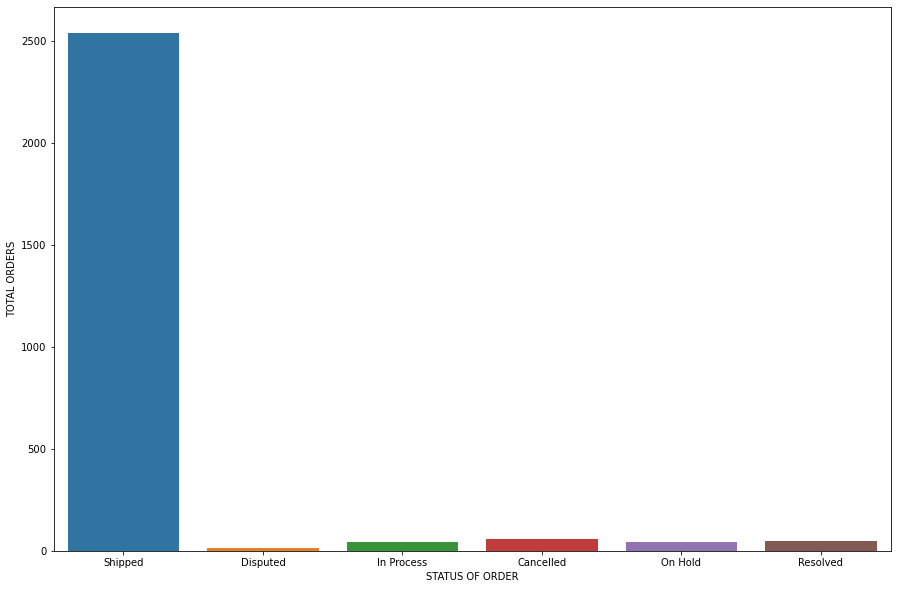 2500
2000
1500
1000
500
0
TOTAL ORDERS
Shipped Disputed In Process Cancelled On Hold Resolved
STATUS OF ORDER